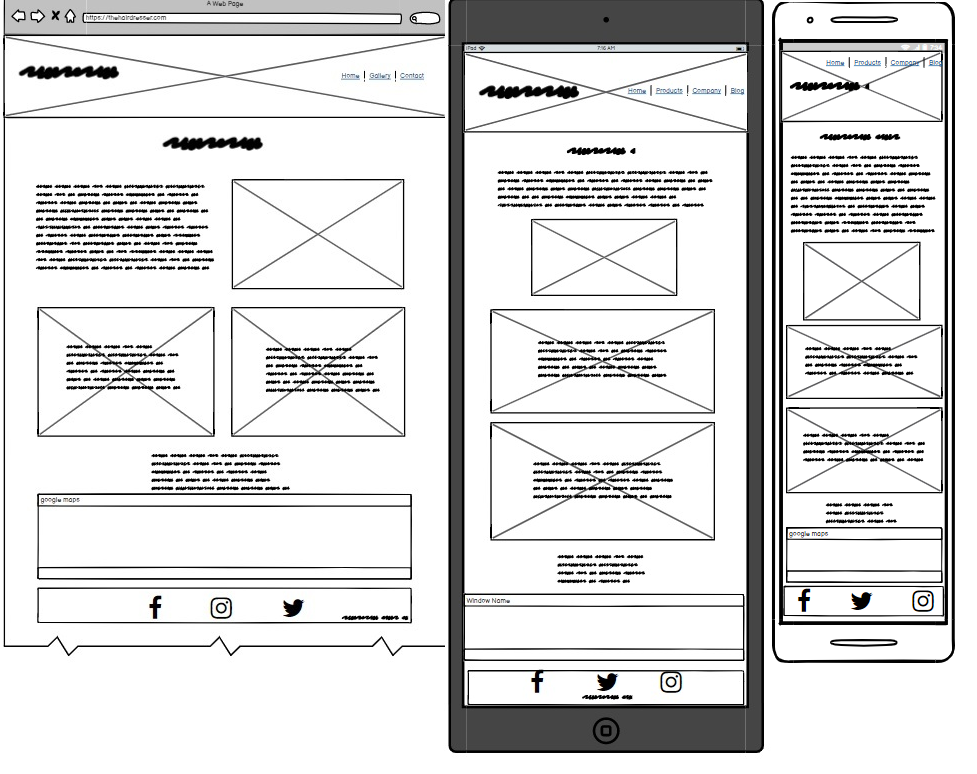 A Web Page
https://thehairdresser.com
Home Gallery Contact
google maps
iPad 7:16 AM
Home Products Company Blog
Window Name
Home Products Company Blog
google maps